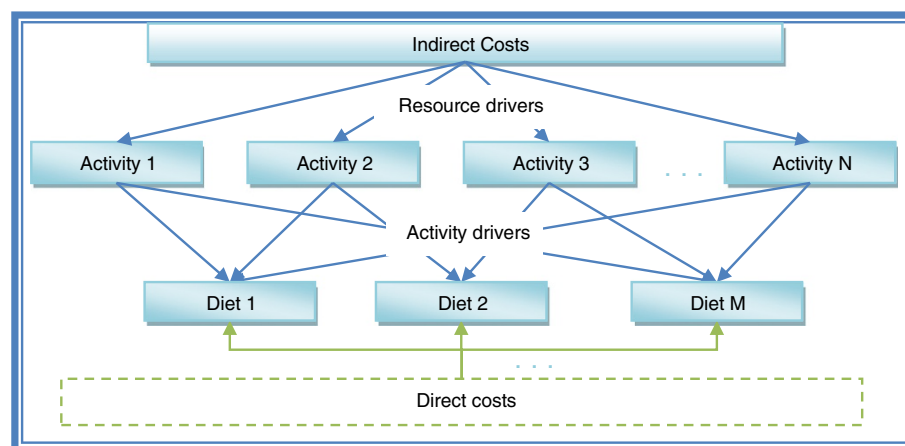 Indirect Costs
Resource drivers
Activity 1
Activity 2
Activity 3
. . .
Activity N
Activity drivers
Diet 1
Diet 2
Diet M
. . .
Direct costs